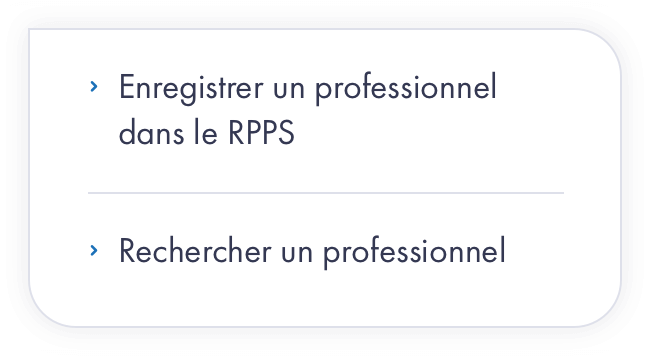 Enregistrer un professionnel
dans le RPPS
Rechercher un professionnel